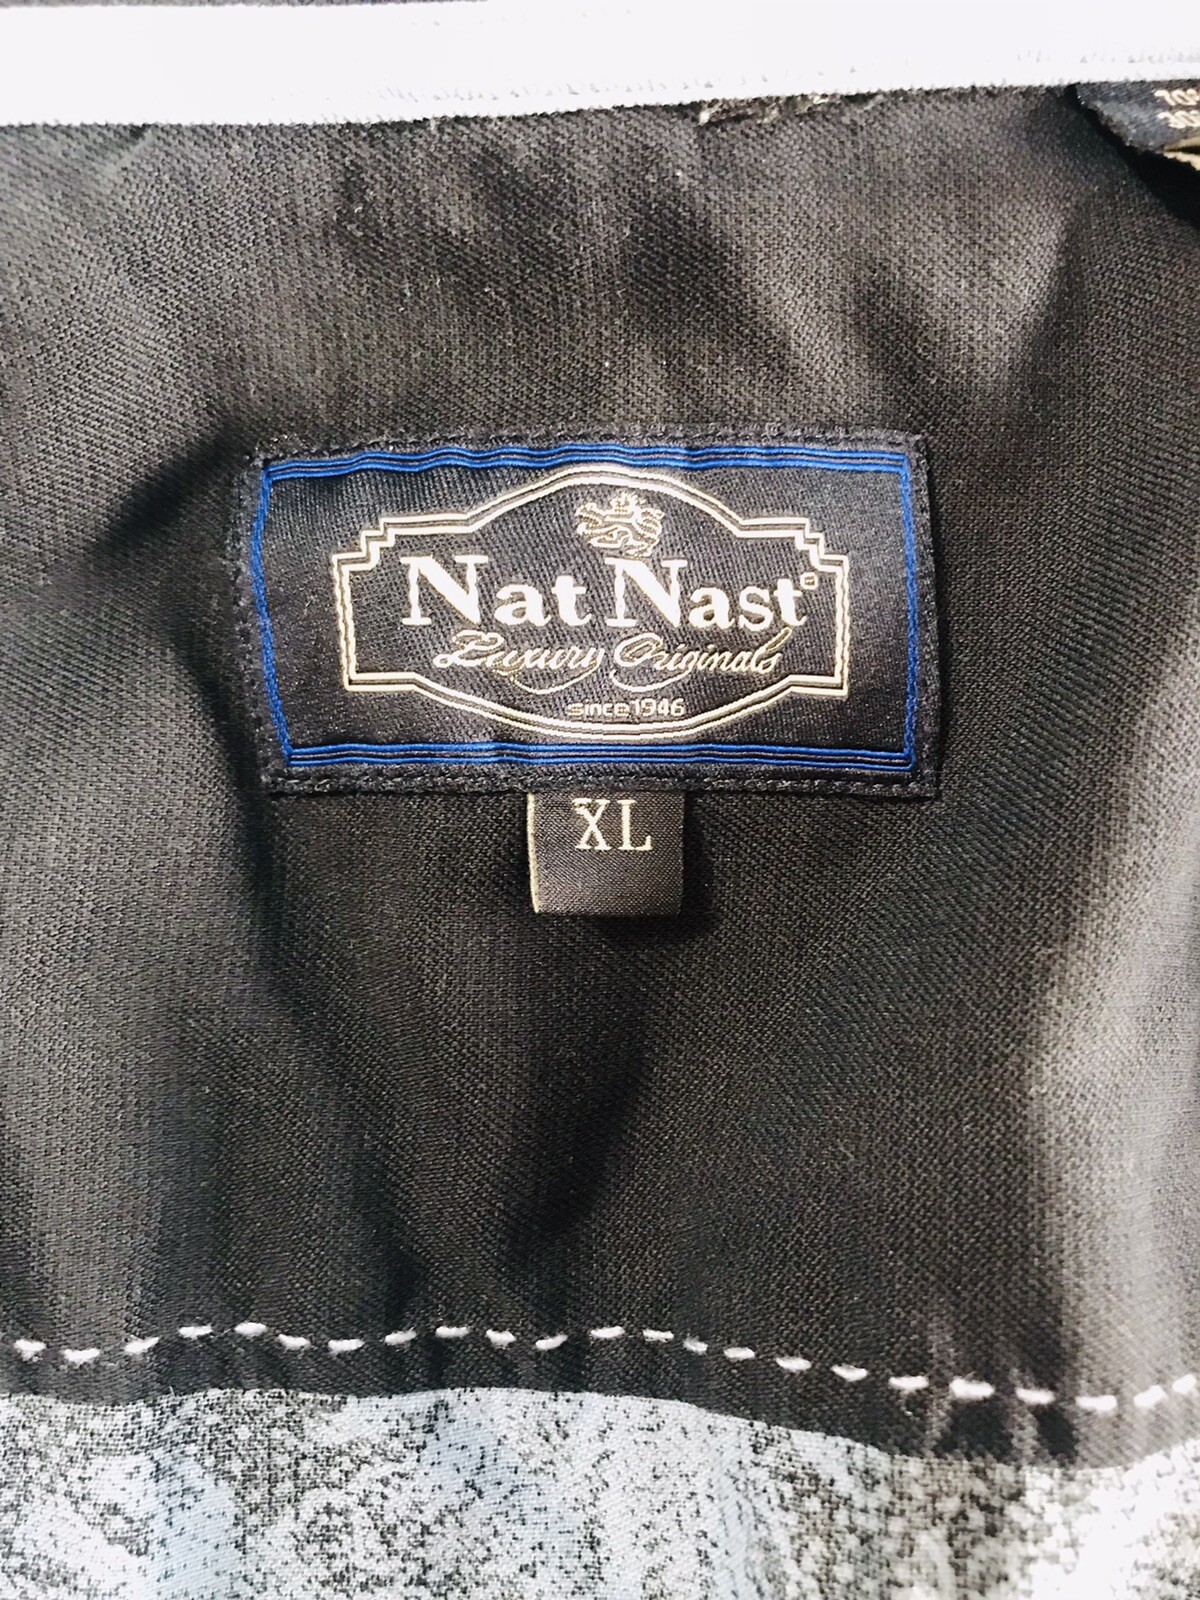 Nat Nast
Luxury Originals
since 1946
XL